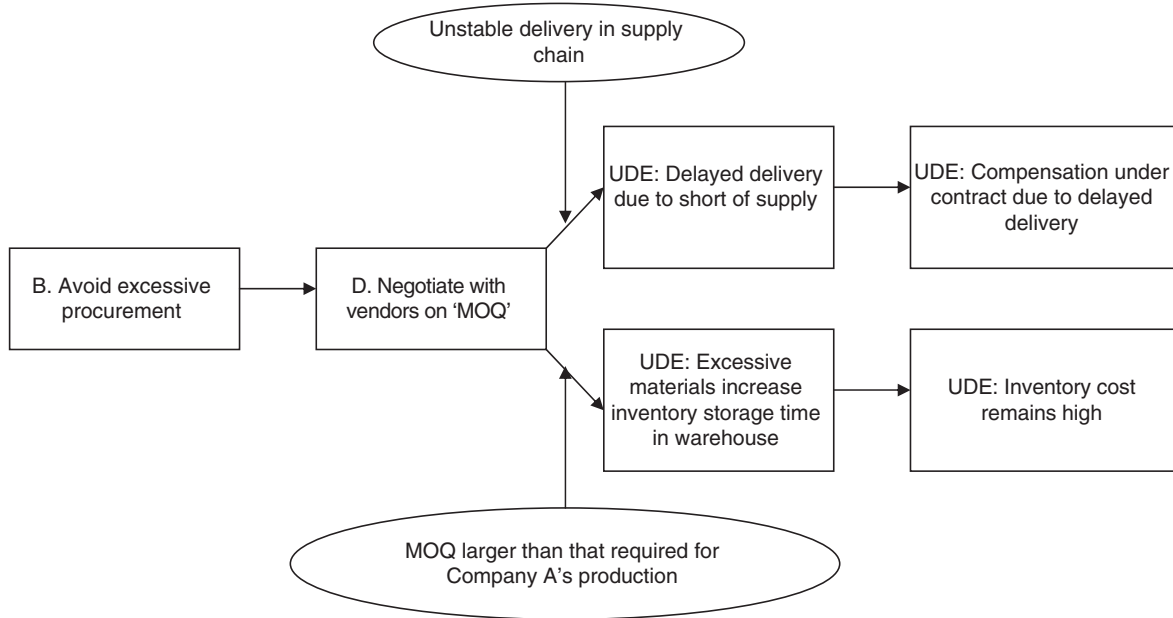 Unstable delivery in supply
chain
UDE: Delayed delivery
due to short of supply
UDE: Compensation under
contract due to delayed
delivery
B. Avoid excessive
procurement
D. Negotiate with
vendors on ‘MOQ’
UDE: Excessive
materials increase
inventory storage time
in warehouse
UDE: Inventory cost
remains high
MOQ larger than that required for
Company A’s production